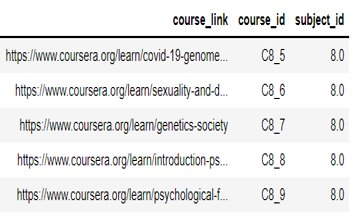 course_link course_id subject_id
https://www.coursera.org/learn/covid-19-genome... C8_5 8.0
https://www.coursera.org/learn/sexuality-and-d... C8_6 8.0
https://www.coursera.org/learn/genetics-society C8_7 8.0
https://www.coursera.org/learn/introduction-ps... C8_8 8.0
https://www.coursera.org/learn/psychological-f... C8_9 8.0